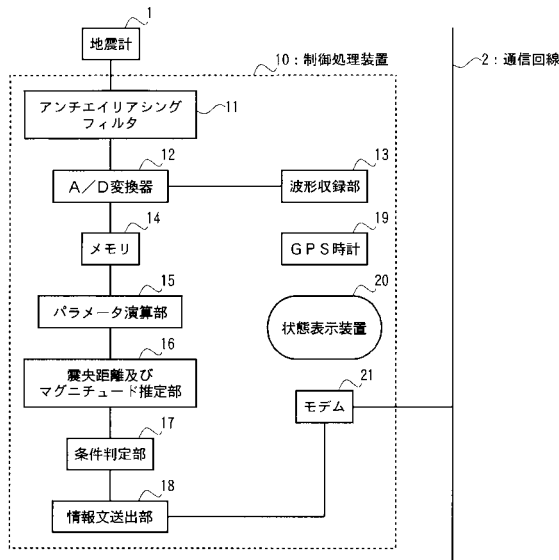 1
地震計
10：制御処理装置
2：通信回線
アンチエイリアシング
フィルタ
11
12
A／D変換器
13
波形収録部
14
メモリ
19
GPS時計
15
パラメータ演算部
20
状態表示装置
16
震央距離及び
マグニチュード推定部
21
モデム
17
条件判定部
18
情報文送出部